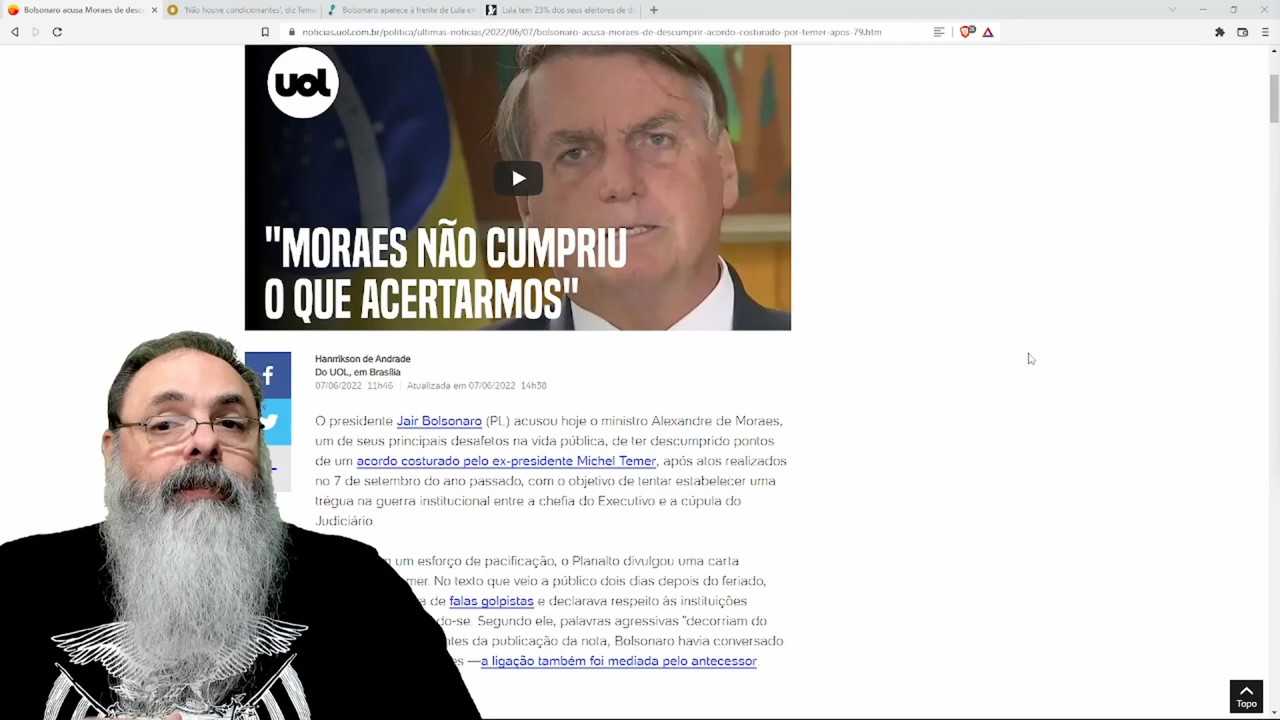 Bolsonaro acusa Moraes de desc
'Não houve condicionantes', diz Teme
Bolsonaro aparece à frente de Lula e
Lula tem 23% dos seus eleitores de d
noticias.uol.com.br/politica/ultimas-noticias/2022/06/07/bolsonaro-acusa-moraes-de-descumprir-acordo-costurado-por-temer-apos-79.htm
uol
"MORAES NÃO CUMPRIU
O QUE ACERTARMOS"
f
Hanrrikson de Andrade
Do UOL, em Brasília
07/06/2022 11h46 | Atualizada em 07/06/2022 14h38
O presidente Jair Bolsonaro (PL) acusou hoje o ministro Alexandre de Moraes,
um de seus principais desafetos na vida pública, de ter descumprido pontos
de um acordo costurado pelo ex-presidente Michel Temer, após atos realizados
no 7 de setembro do ano passado, com o objetivo de tentar estabelecer uma
trégua na guerra institucional entre a chefia do Executivo e a cúpula do
Judiciário.
um esforço de pacificação, o Planalto divulgou uma carta
mer. No texto que veio a público dois dias depois do feriado,
a de falas golpistas e declarava respeito às instituições
do-se. Segundo ele, palavras agressivas "decorriam do
ntes da publicação da nota, Bolsonaro havia conversado
es —a ligação também foi mediada pelo antecessor
Topo